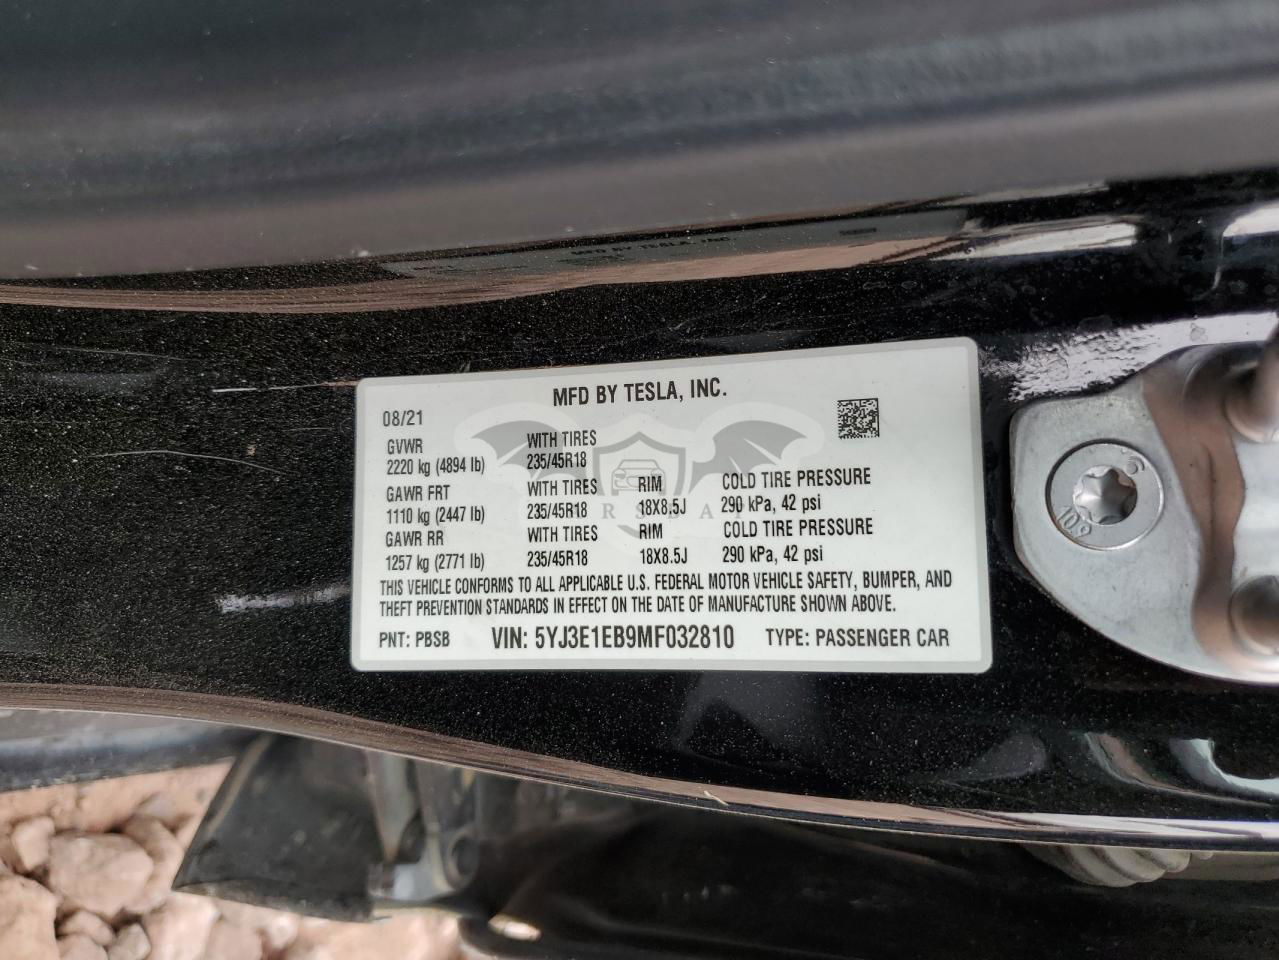 MFD BY TESLA, INC.
08/21
GVWR WITH TIRES
2220 kg (4894 lb) 235/45R18
GAWR FRT WITH TIRES RIM COLD TIRE PRESSURE
1110 kg (2447 lb) 235/45R18 18X8.5J 290 kPa, 42 psi
GAWR RR WITH TIRES RIM COLD TIRE PRESSURE
1257 kg (2771 lb) 235/45R18 18X8.5J 290 kPa, 42 psi
THIS VEHICLE CONFORMS TO ALL APPLICABLE U.S. FEDERAL MOTOR VEHICLE SAFETY, BUMPER, AND
THEFT PREVENTION STANDARDS IN EFFECT ON THE DATE OF MANUFACTURE SHOWN ABOVE.
PNT: PBSB VIN: 5YJ3E1EB9MF032810 TYPE: PASSENGER CAR
10.9